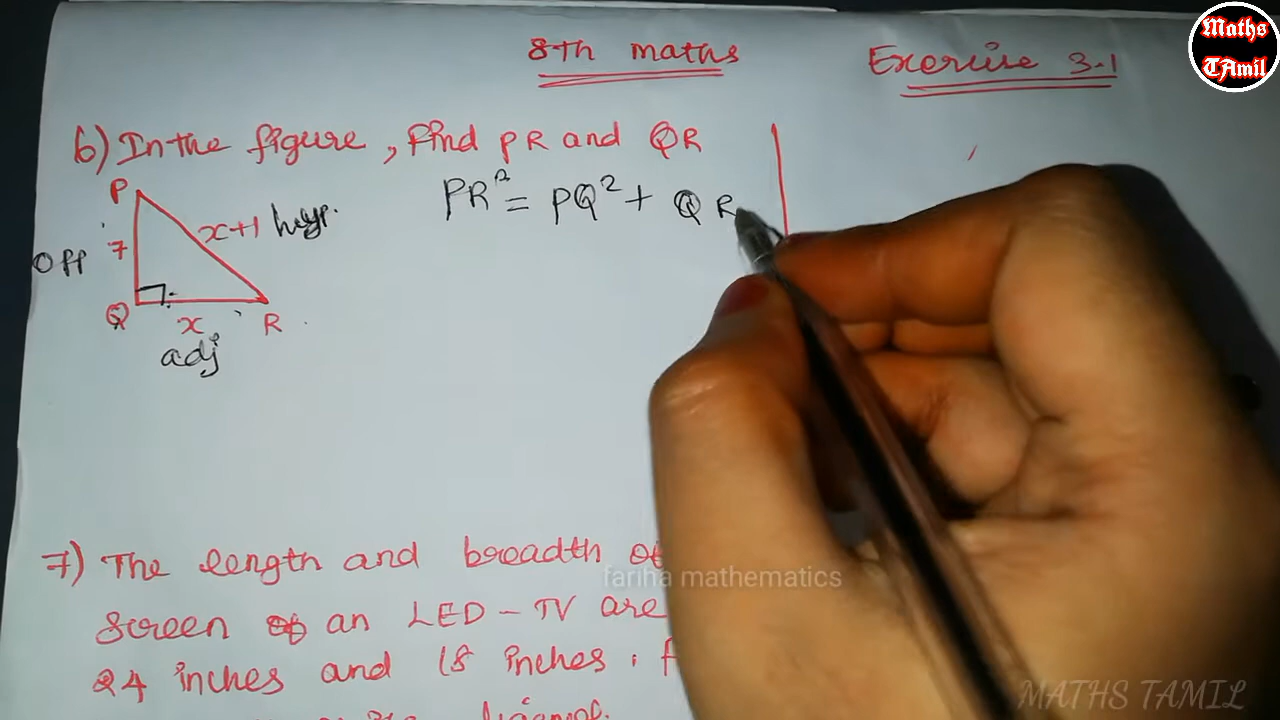 Maths
TAmil
8Th maths
Exercise 3.1
6) In the figure, Find PR and QR
P
7
x+1 hyp.
opp
Q
x
R
adj
PR² = PQ² + QR
7) The length and breadth of
fariha mathematics
Screen of an LED - TV are
24 inches and 18 inches.
MATHS TAMIL